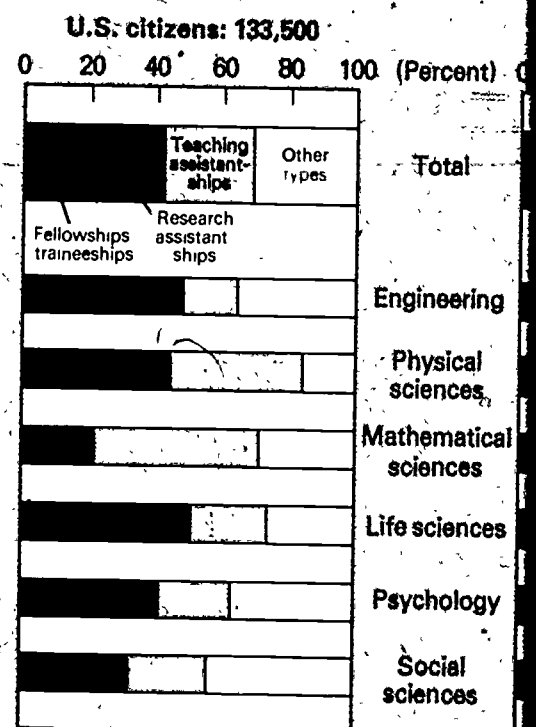 U.S. citizens: 133,500
0 20 40 60 80 100 (Percent)
Teaching
assistant-
ships
Other
types
Total
Fellowships
traineeships
Research
assistant
ships
Engineering
Physical
sciences
Mathematical
sciences
Life sciences
Psychology
Social
sciences